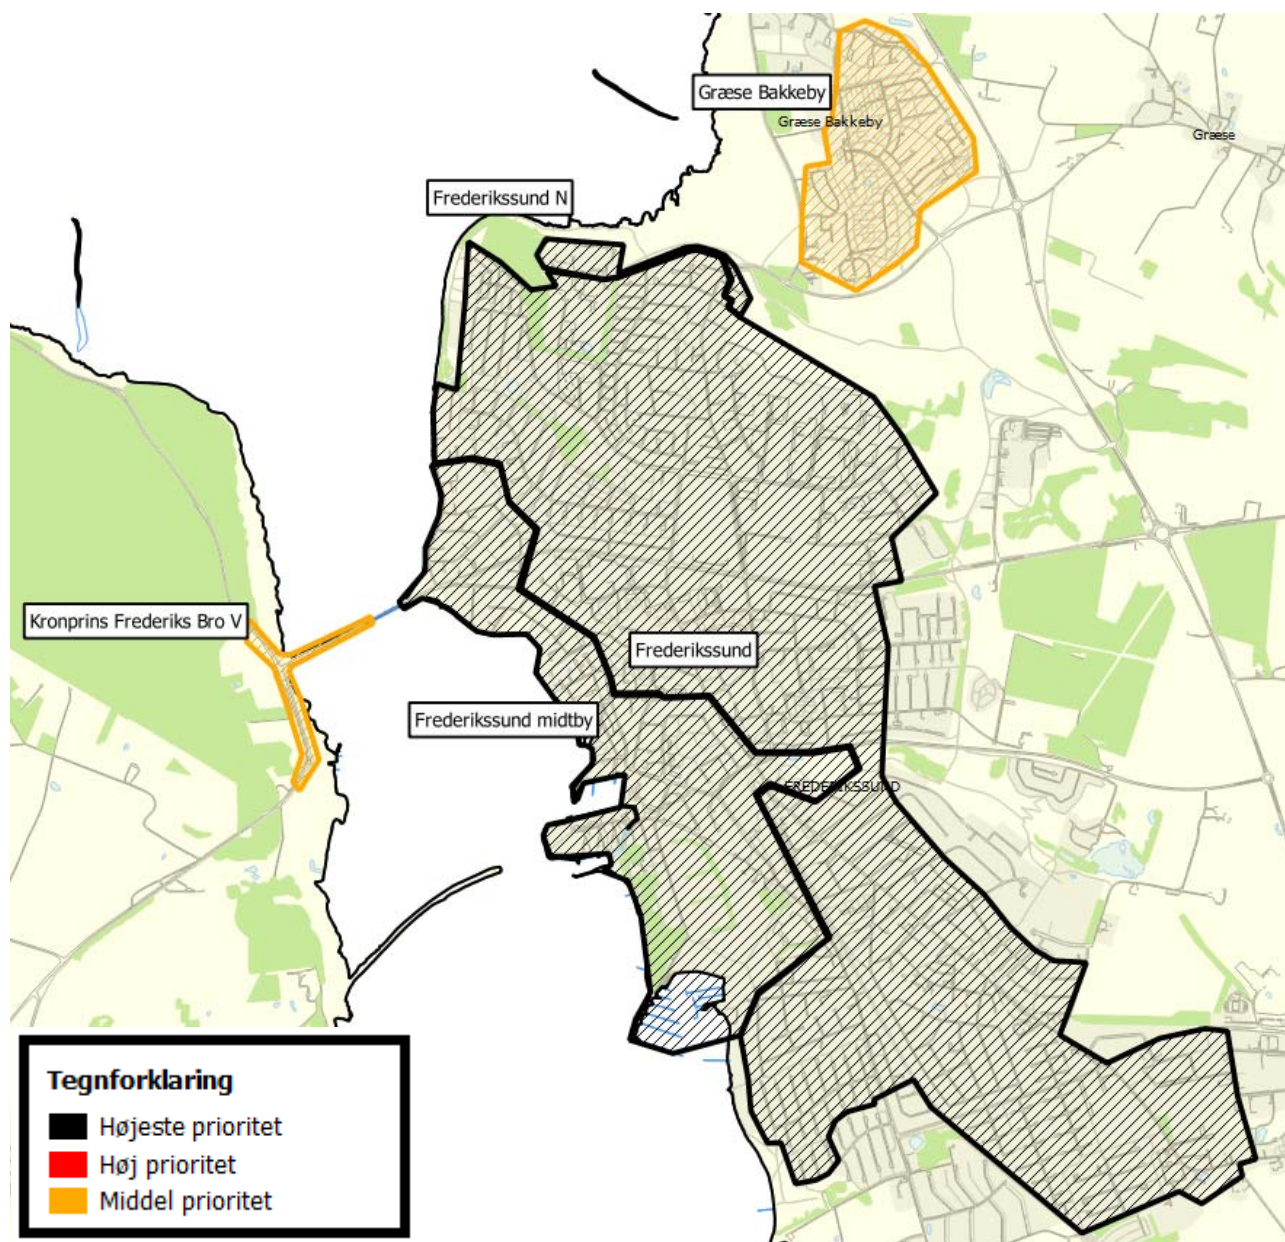 Græse Bakkeby
Græse Bakkeby
Græse
Frederikssund N
Kronprins Frederiks Bro V
Frederikssund
Frederikssund midtby
FREDERIKSSUND
Tegnforklaring
Højeste prioritet
Høj prioritet
Middel prioritet